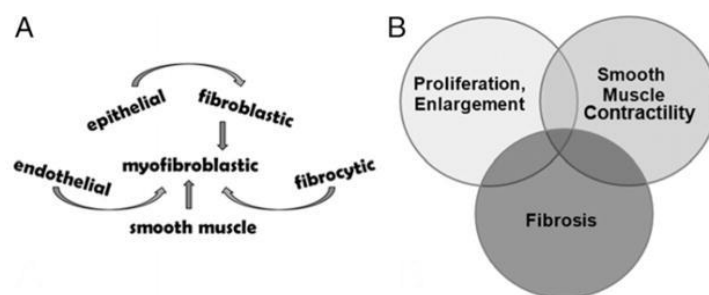 A
epithelial
fibroblastic
endothelial
myofibroblastic
fibrocytic
smooth muscle
B
Proliferation,
Enlargement
Smooth
Muscle
Contractility
Fibrosis